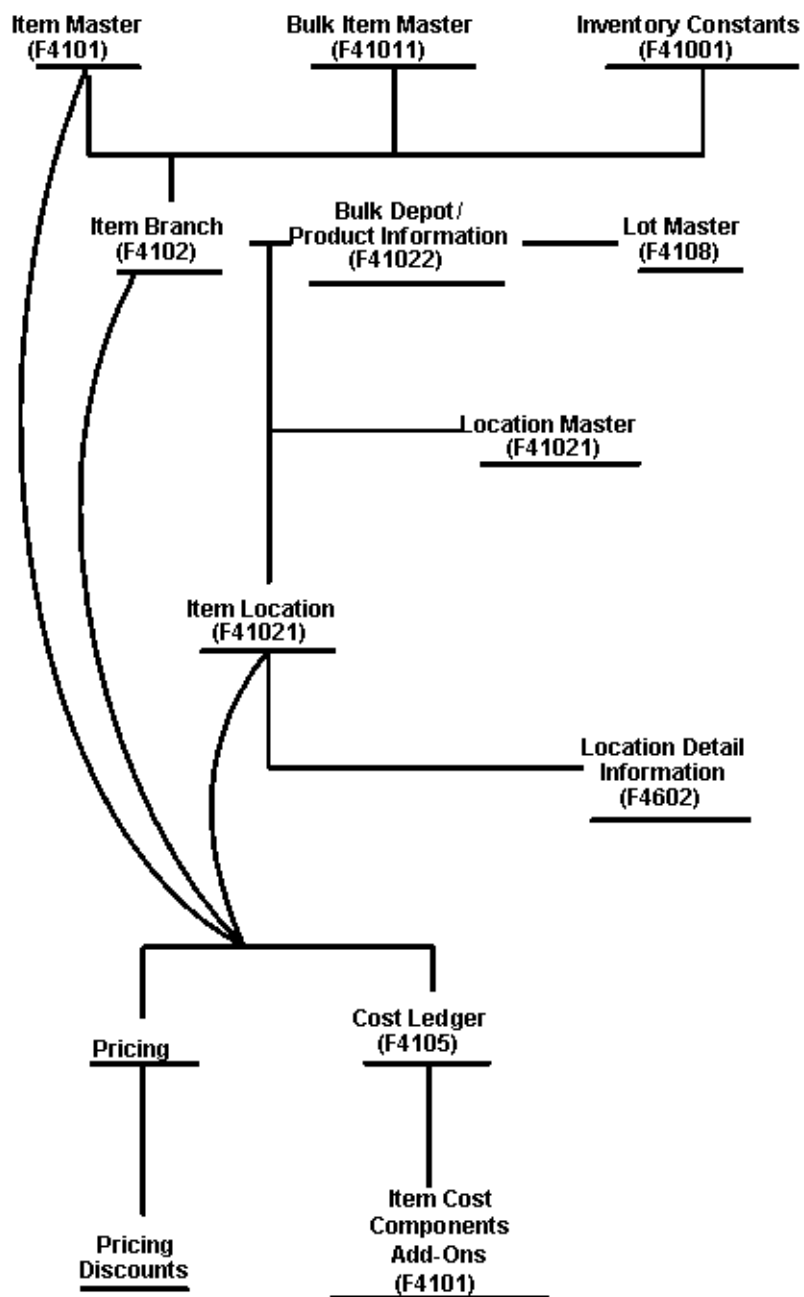 Item Master
(F4101)
Bulk Item Master
(F41011)
Inventory Constants
(F41001)
Item Branch
(F4102)
Bulk Depot/
Product Information
(F41022)
Lot Master
(F4108)
Location Master
(F41021)
Item Location
(F41021)
Location Detail
Information
(F4602)
Pricing
Cost Ledger
(F4105)
Pricing
Discounts
Item Cost
Components
Add-Ons
(F4101)